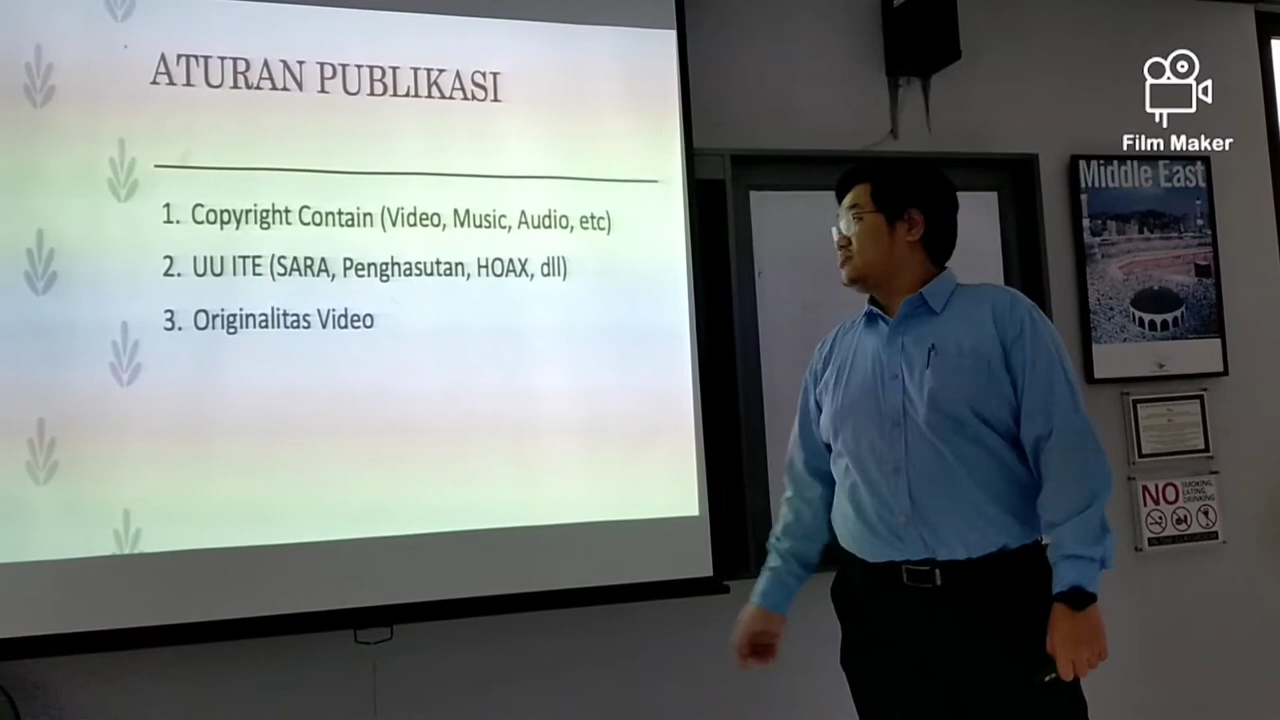 ATURAN PUBLIKASI
1. Copyright Contain (Video, Music, Audio, etc)
2. UU ITE (SARA, Penghasutan, HOAX, dll)
3. Originalitas Video
Film Maker
Middle East
NO
SMOKING,
EATING,
DRINKING